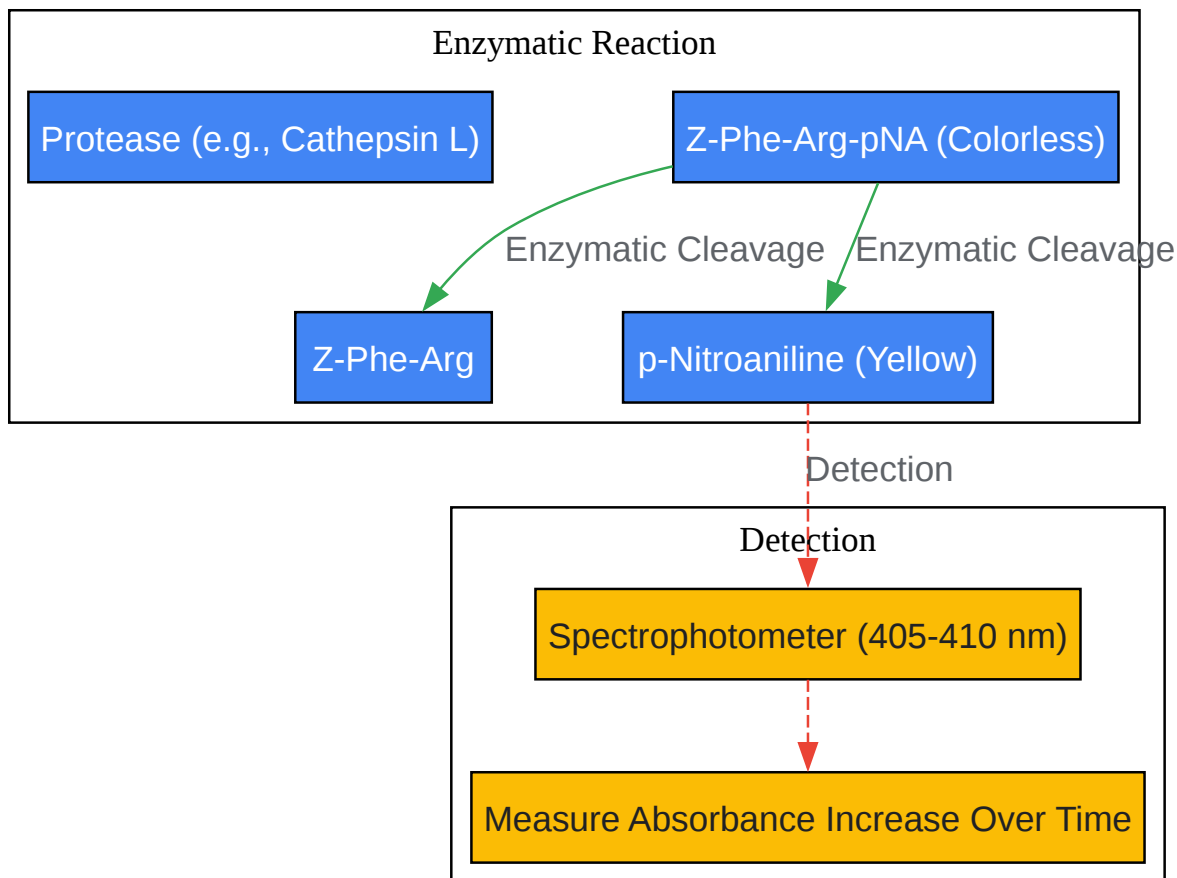 Enzymatic Reaction
Protease (e.g., Cathepsin L)
Z-Phe-Arg-pNA (Colorless)
Enzymatic Cleavage
Enzymatic Cleavage
Z-Phe-Arg
p-Nitroaniline (Yellow)
Detection
Detection
Spectrophotometer (405-410 nm)
Measure Absorbance Increase Over Time